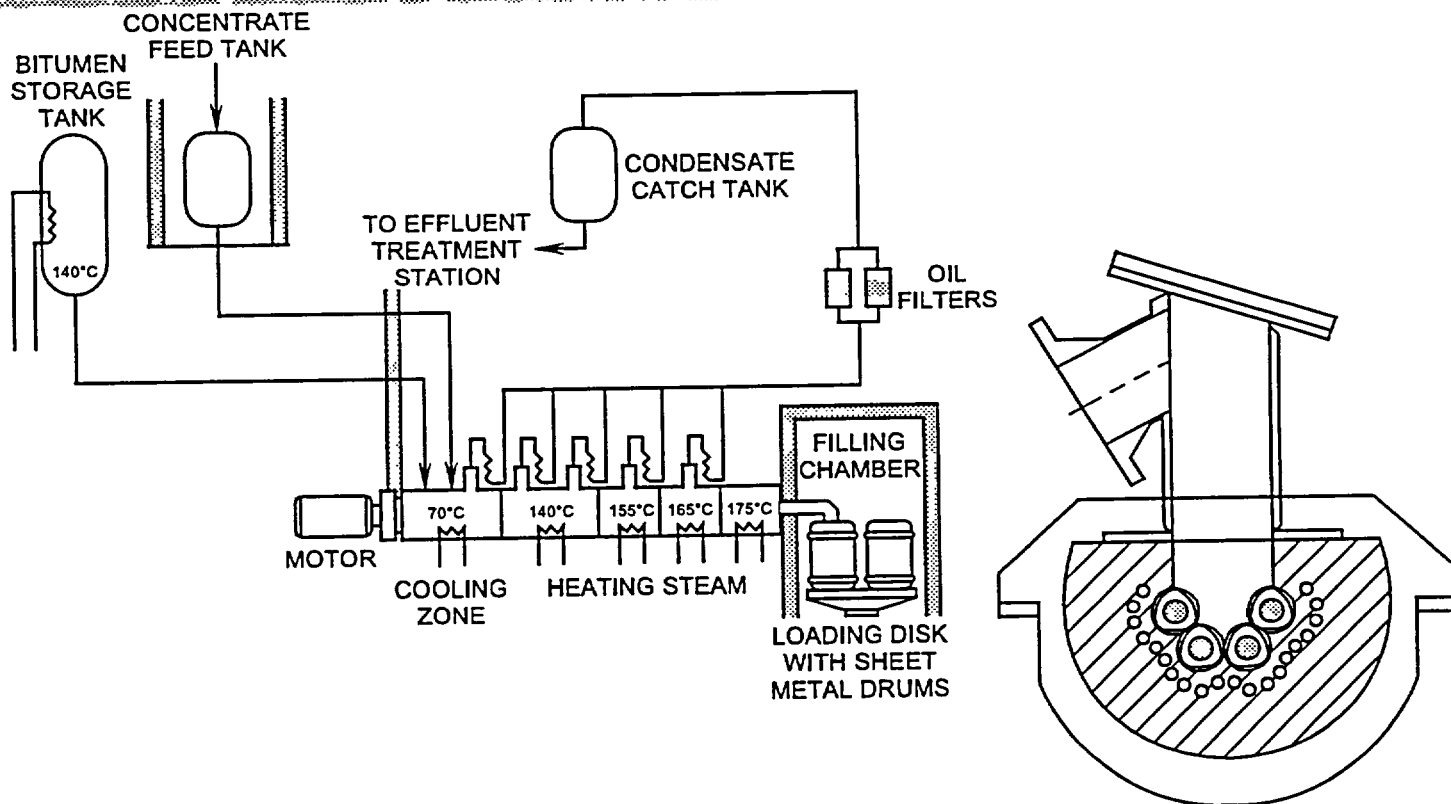 CONCENTRATE
FEED TANK
BITUMEN
STORAGE
TANK
140°C
CONDENSATE
CATCH TANK
TO EFFLUENT
TREATMENT
STATION
OIL
FILTERS
FILLING
CHAMBER
70°C
140°C
155°C
165°C
175°C
MOTOR
COOLING
ZONE
HEATING STEAM
LOADING DISK
WITH SHEET
METAL DRUMS